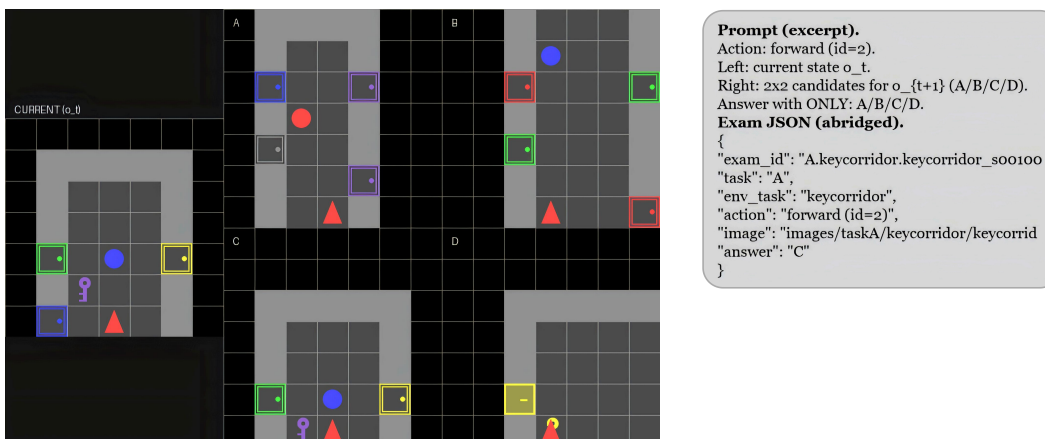 A
B
CURRENT (o_t)
C
D
Prompt (excerpt).
Action: forward (id=2).
Left: current state o_t.
Right: 2x2 candidates for o_{t+1} (A/B/C/D).
Answer with ONLY: A/B/C/D.
Exam JSON (abridged).
{
"exam_id": "A.keycorridor.keycorridor_s00100
"task": "A",
"env_task": "keycorridor",
"action": "forward (id=2)",
"image": "images/taskA/keycorridor/keycorrid
"answer": "C"
}